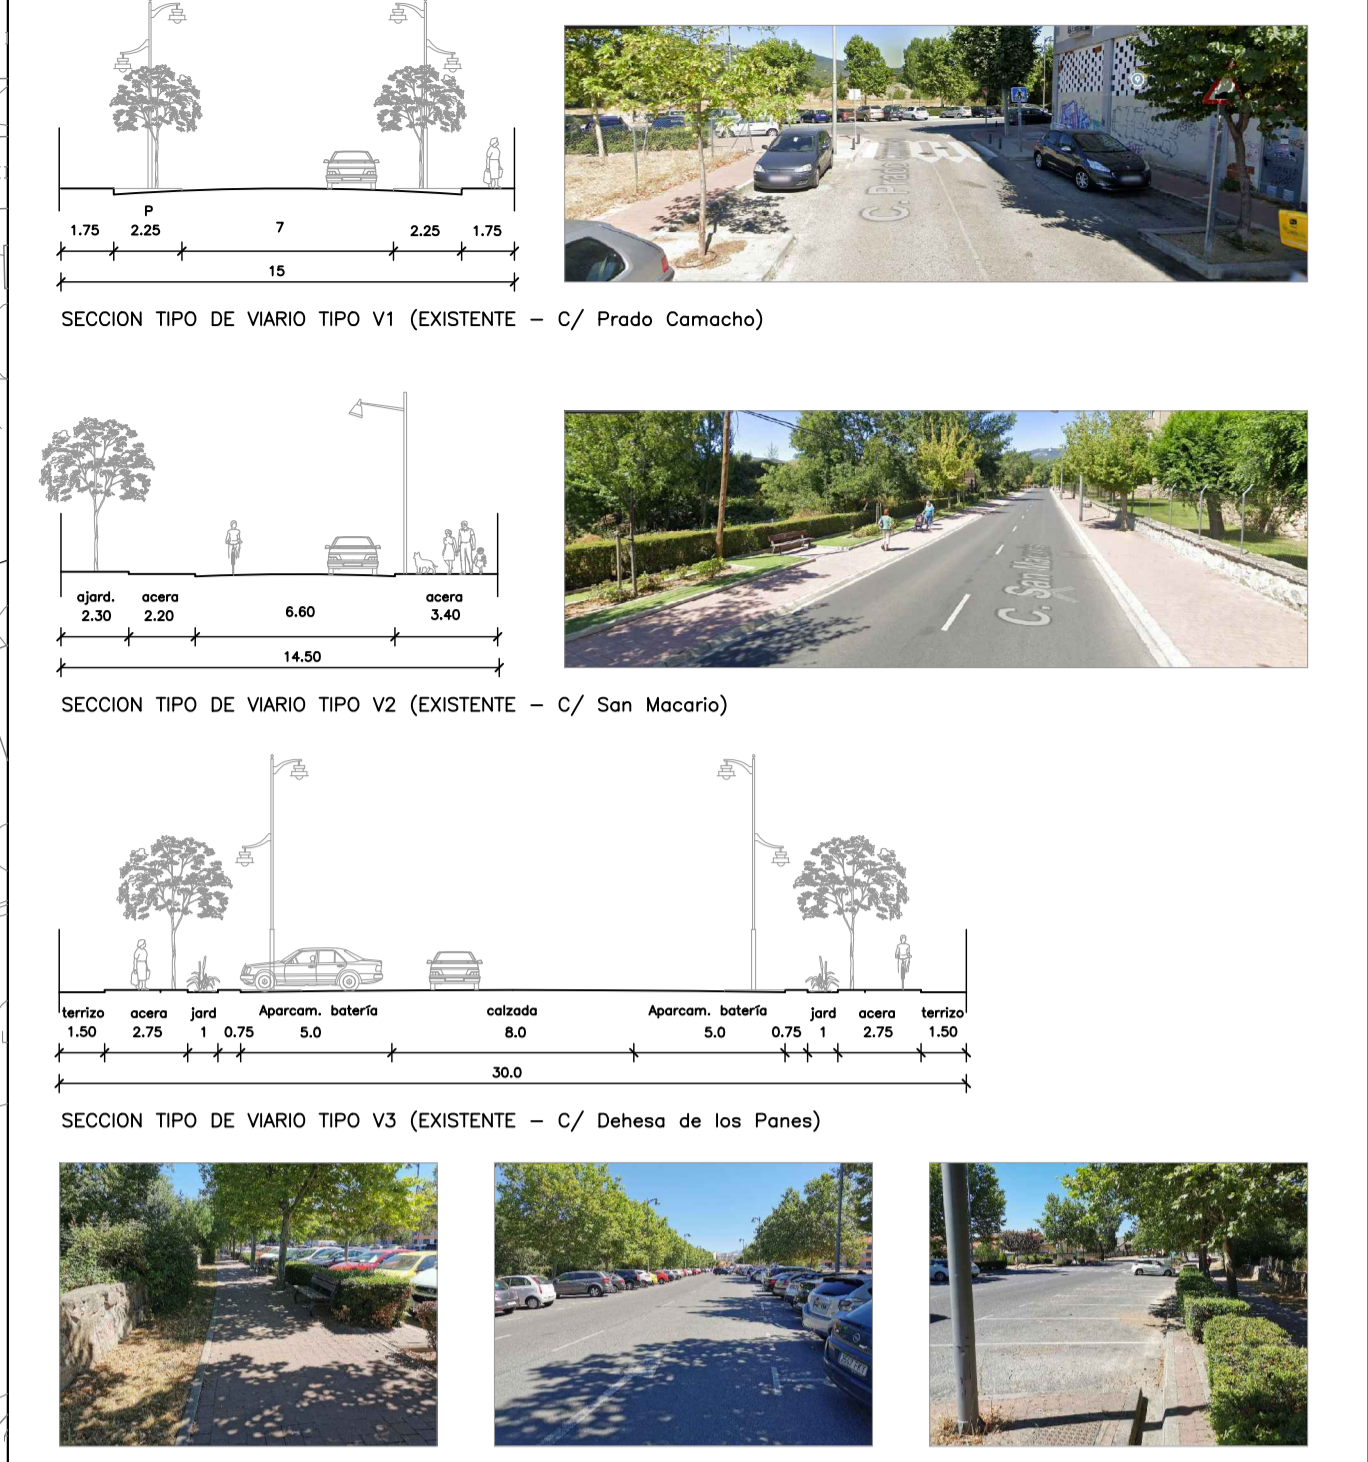 P
1.75 2.25 7 2.25 1.75
15
C. Prado
SECCION TIPO DE VIARIO TIPO V1 (EXISTENTE – C/ Prado Camacho)
ajard. acera acera
2.30 2.20 6.60 3.40
14.50
C. San Macario
SECCION TIPO DE VIARIO TIPO V2 (EXISTENTE – C/ San Macario)
terrizo acera jard Aparcam. batería calzada Aparcam. batería jard acera terrizo
1.50 2.75 1 0.75 5.0 8.0 5.0 0.75 1 2.75 1.50
30.0
SECCION TIPO DE VIARIO TIPO V3 (EXISTENTE – C/ Dehesa de los Panes)